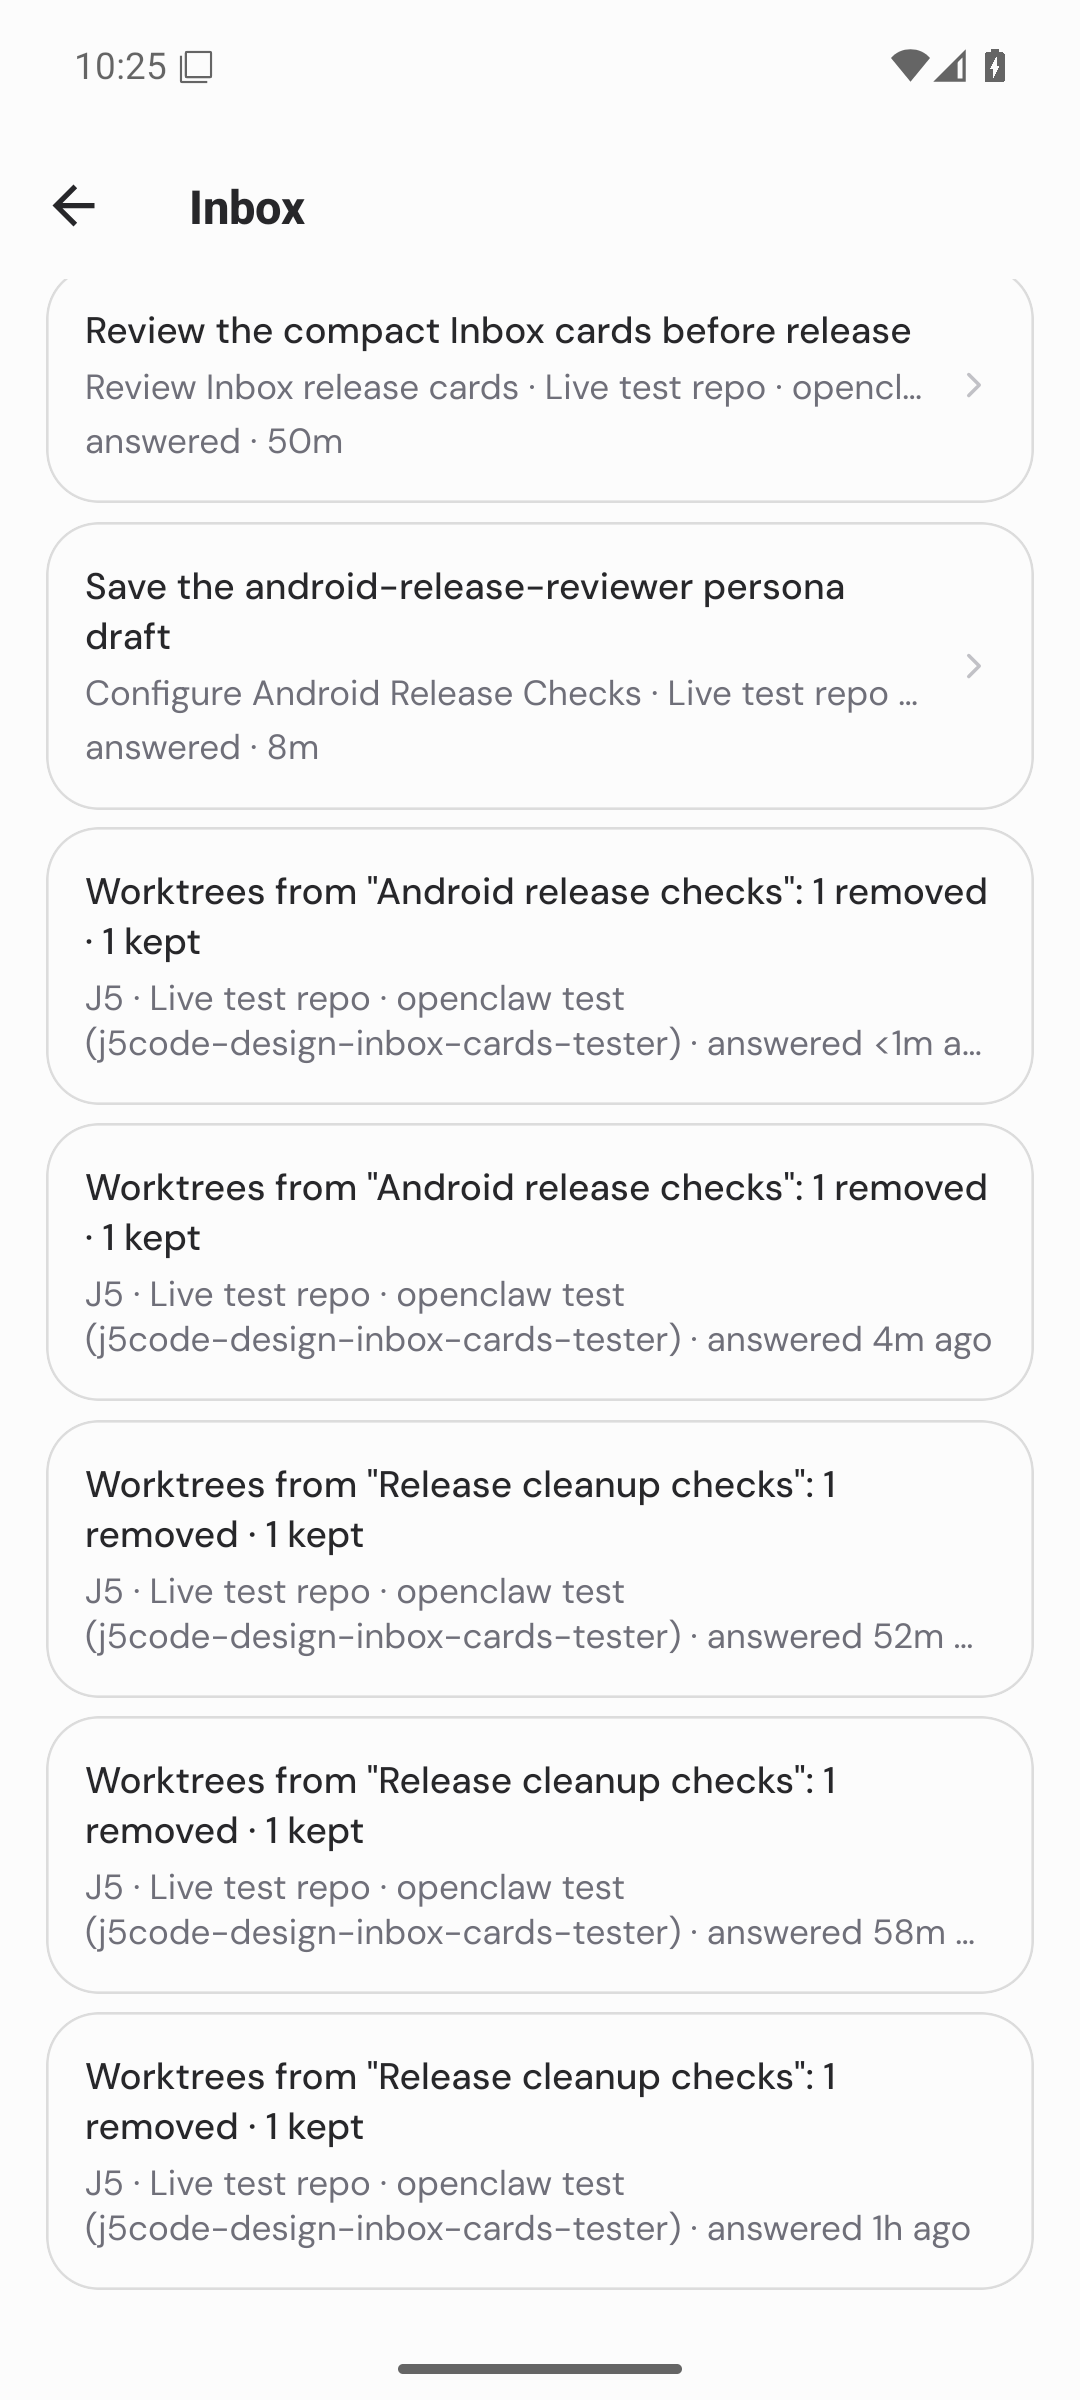 10:25
Inbox
Review the compact Inbox cards before release
Review Inbox release cards · Live test repo · opencl...
answered · 50m
Save the android-release-reviewer persona
draft
Configure Android Release Checks · Live test repo ...
answered · 8m
Worktrees from "Android release checks": 1 removed
· 1 kept
J5 · Live test repo · openclaw test
(j5code-design-inbox-cards-tester) · answered <1m a...
Worktrees from "Android release checks": 1 removed
· 1 kept
J5 · Live test repo · openclaw test
(j5code-design-inbox-cards-tester) · answered 4m ago
Worktrees from "Release cleanup checks": 1
removed · 1 kept
J5 · Live test repo · openclaw test
(j5code-design-inbox-cards-tester) · answered 52m ...
Worktrees from "Release cleanup checks": 1
removed · 1 kept
J5 · Live test repo · openclaw test
(j5code-design-inbox-cards-tester) · answered 58m ...
Worktrees from "Release cleanup checks": 1
removed · 1 kept
J5 · Live test repo · openclaw test
(j5code-design-inbox-cards-tester) · answered 1h ago